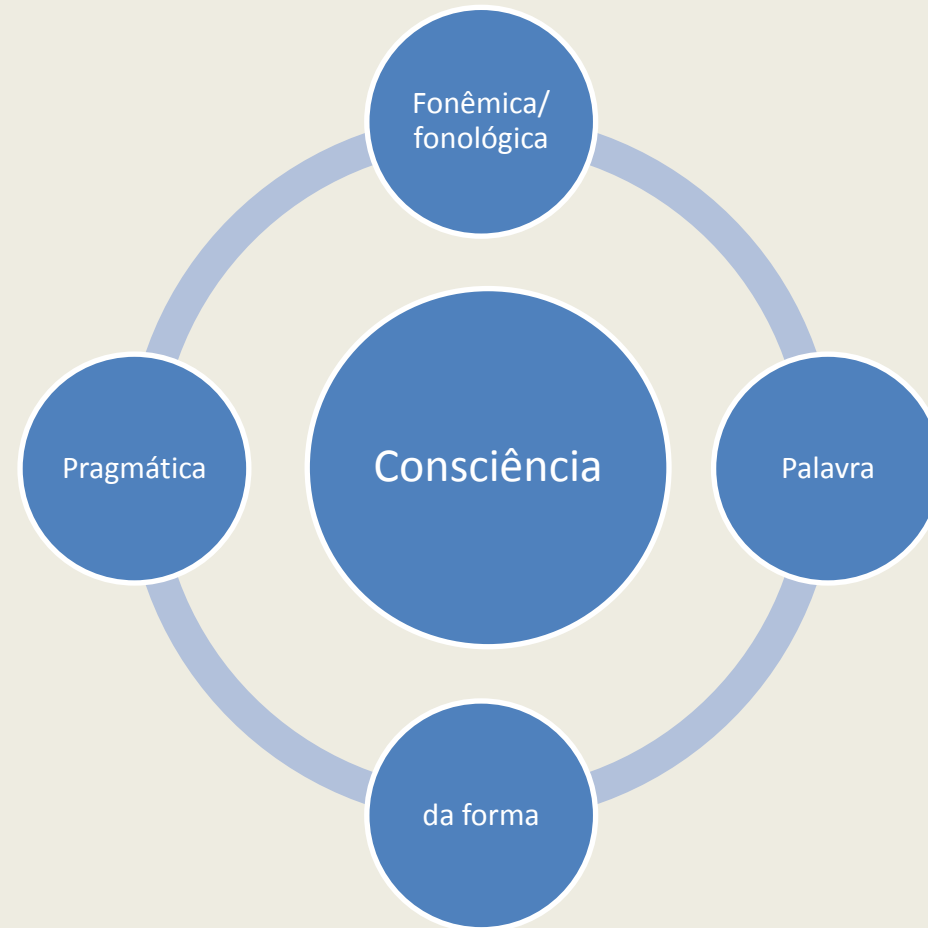 Fonêmica/
fonológica
Pragmática
Consciência
Palavra
da forma